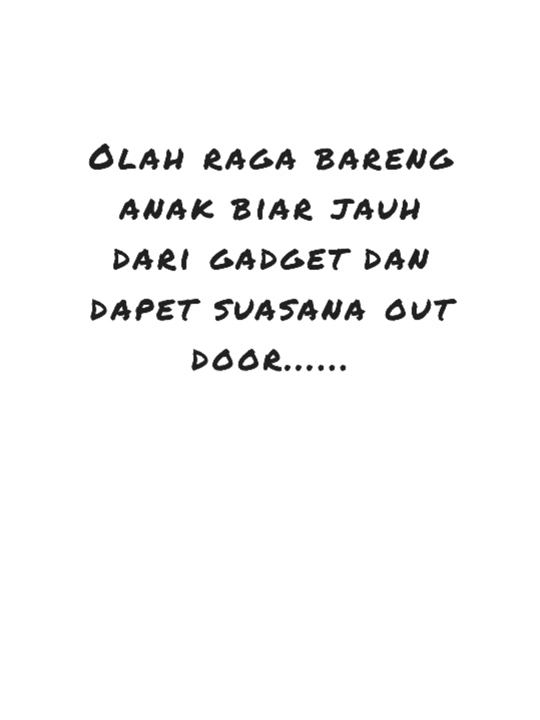 Olah raga bareng
anak biar jauh
dari gadget dan
dapet suasana out
door......